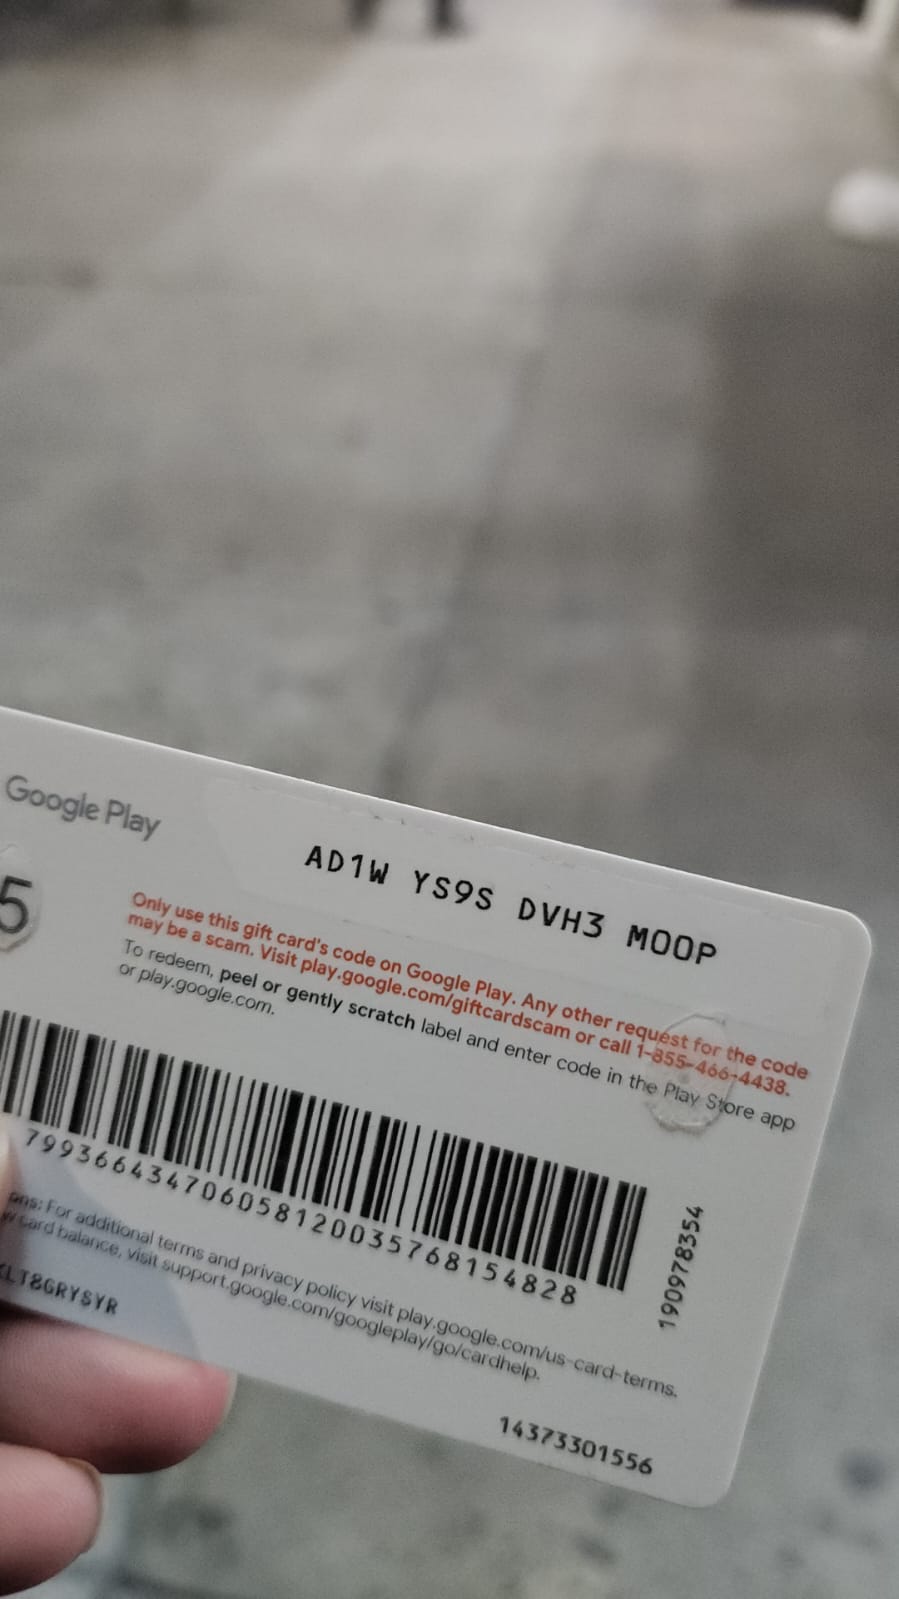 Google Play
5
AD1W YS9S DVH3 M00P
Only use this gift card's code on Google Play. Any other request for the code
may be a scam. Visit play.google.com/giftcardscam or call 1-855-466-4438.
To redeem, peel or gently scratch label and enter code in the Play Store app
or play.google.com.
799366434706058120035768154828
190978354
ons: For additional terms and privacy policy visit play.google.com/us-card-terms.
w card balance, visit support.google.com/googleplay/go/cardhelp.
LT8GRYSYR
14373301556